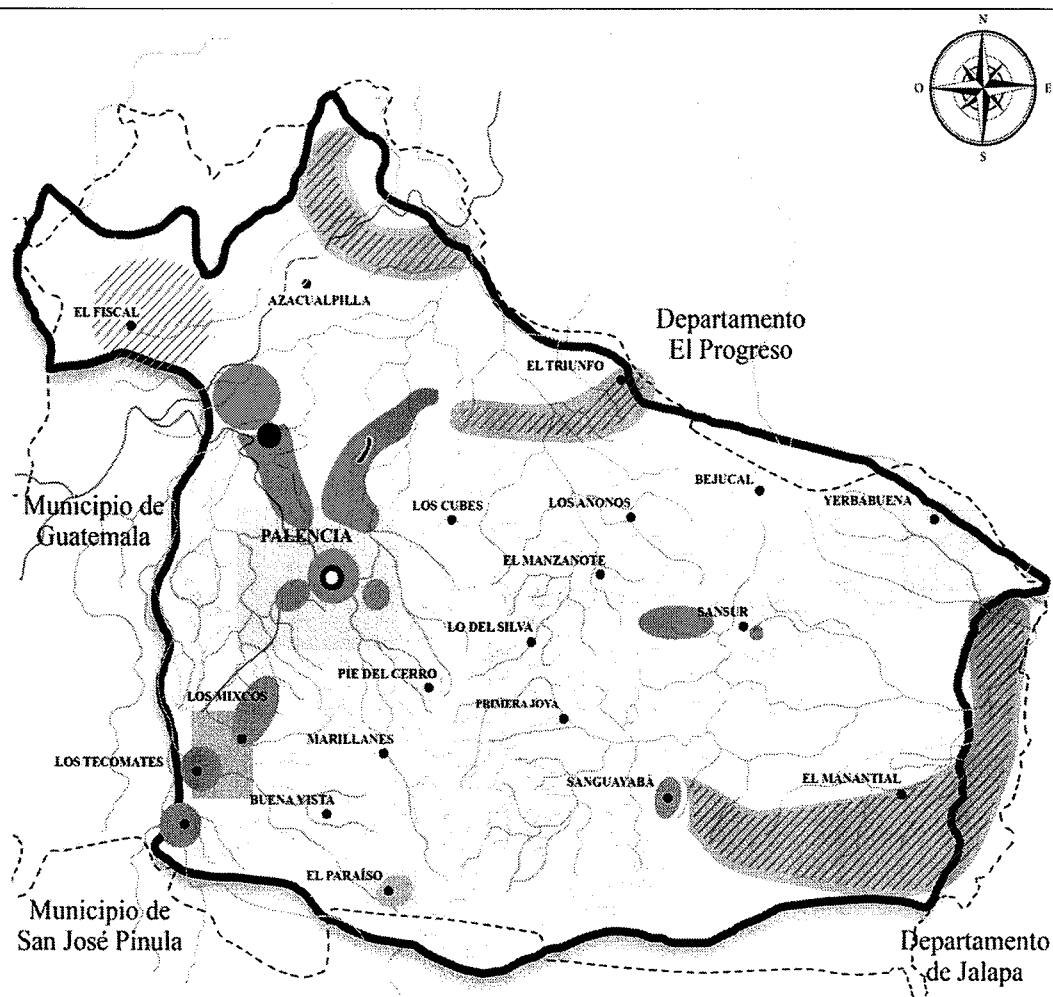 N
O
E
S
AZACUALPILLA
EL FISCAL
Departamento
El Progreso
EL TRIUNFO
BEJUCAL
YERBABUENA
LOS CUBES
LOS AÑONOS
Municipio de
Guatemala
PALENCIA
EL MANZANOTE
SANSUR
LO DEL SILVA
PIE DEL CERRO
LOS MIXCOS
PRIMERA JOYA
MARILLANES
LOS TECOMATES
SANGUAYABÁ
EL MANANTIAL
BUENA VISTA
EL PARAÍSO
Municipio de
San José Pinula
Departamento
de Jalapa